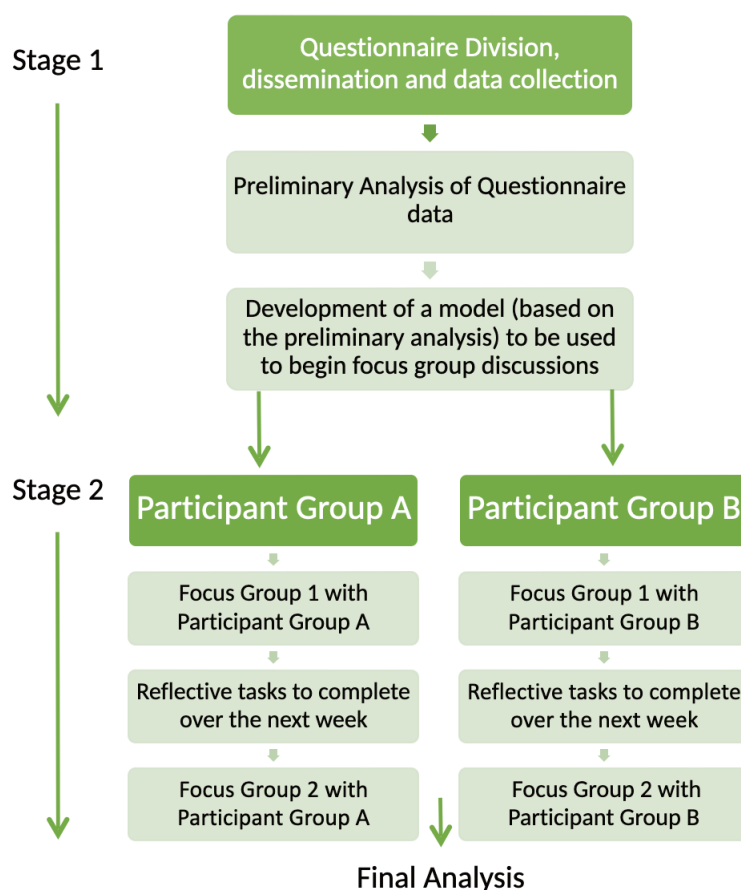 Stage 1
Questionnaire Division,
dissemination and data collection
Preliminary Analysis of Questionnaire
data
Development of a model (based on
the preliminary analysis) to be used
to begin focus group discussions
Stage 2
Participant Group A
Focus Group 1 with
Participant Group A
Reflective tasks to complete
over the next week
Focus Group 2 with
Participant Group A
Participant Group B
Focus Group 1 with
Participant Group B
Reflective tasks to complete
over the next week
Focus Group 2 with
Participant Group B
Final Analysis